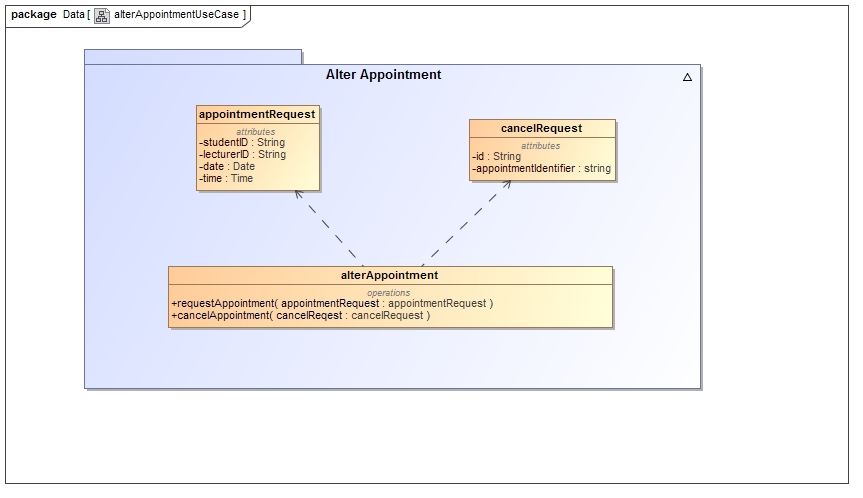 package Data [ alterAppointmentUseCase ]
Alter Appointment
appointmentRequest
attributes
-studentID : String
-lecturerID : String
-date : Date
-time : Time
cancelRequest
attributes
-id : String
-appointmentIdentifier : string
alterAppointment
operations
+requestAppointment( appointmentRequest : appointmentRequest )
+cancelAppointment( cancelReqest : cancelRequest )